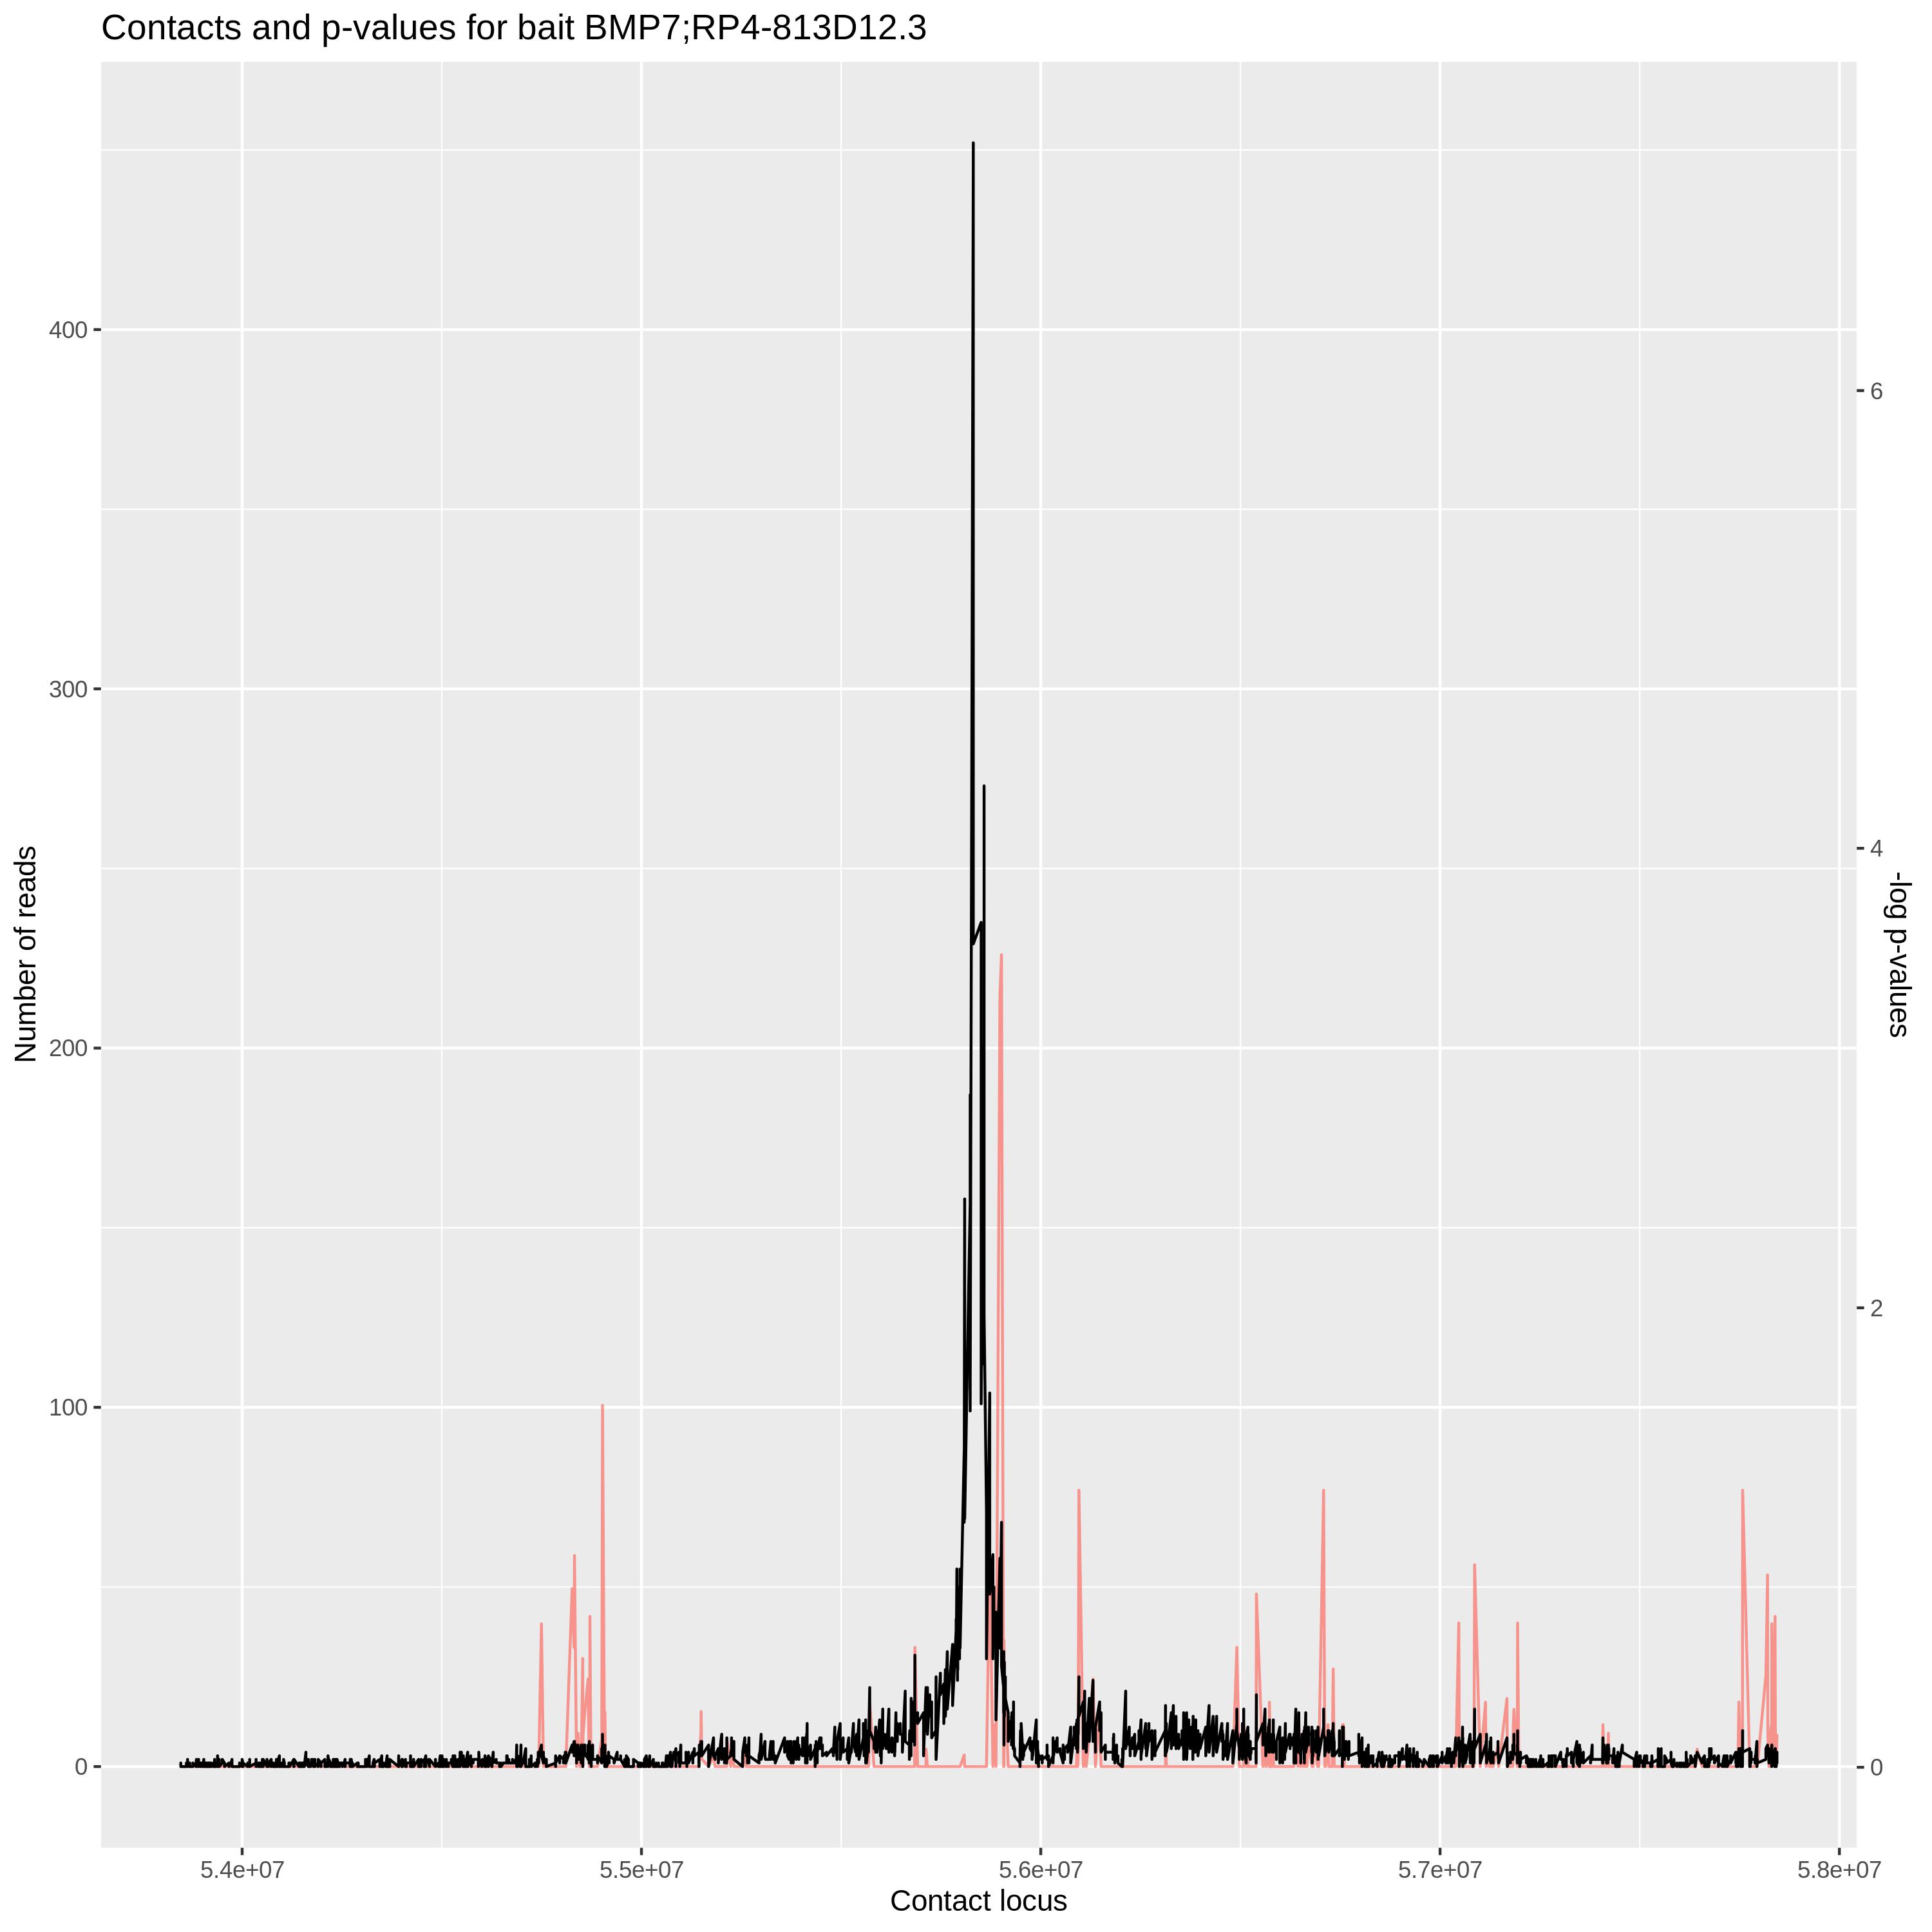 Contacts and p-values for bait BMP7;RP4-813D12.3
400
300
200
100
0
Number of reads
6
4
2
0
-log p-values
5.4e+07
5.5e+07
5.6e+07
5.7e+07
5.8e+07
Contact locus